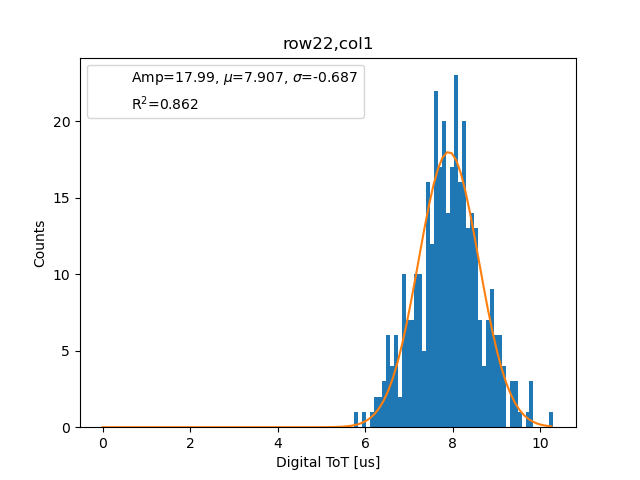 row22,col1
Amp=17.99, μ=7.907, σ=-0.687
R²=0.862
20
15
10
5
0
Counts
0 2 4 6 8 10
Digital ToT [us]